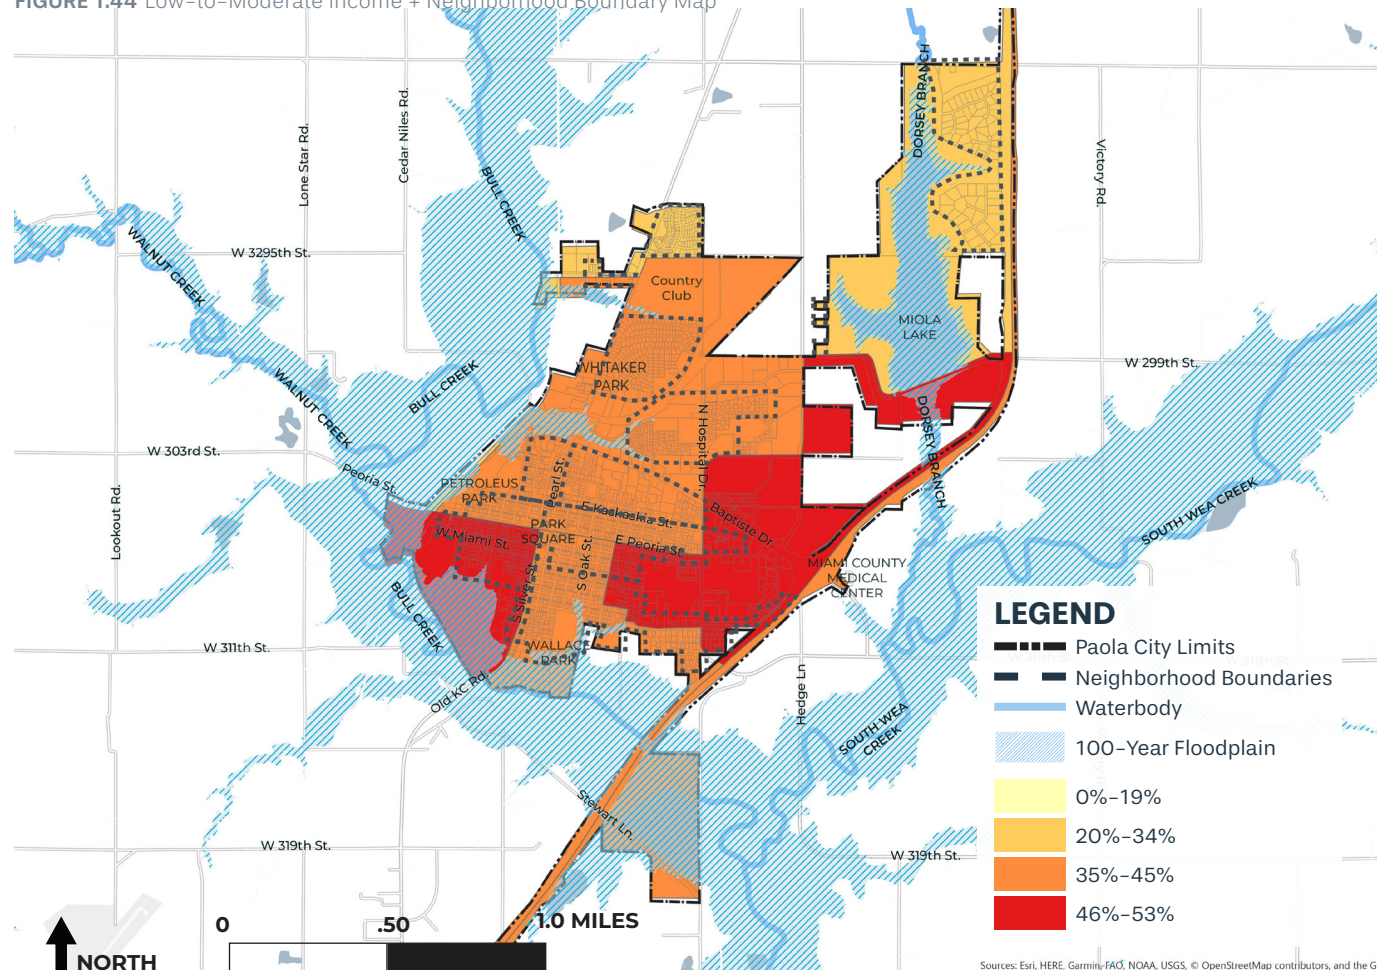 FIGURE 1.44 Low-to-Moderate Income + Neighborhood Boundary Map
DORSEY BRANCH
Lone Star Rd.
Cedar Niles Rd.
Victory Rd.
BULL CREEK
WALNUT CREEK
W 3295th St.
Country
Club
MIOLA
LAKE
W 299th St.
WHITAKER
PARK
BULL CREEK
WALNUT CREEK
N Hospital Dr.
DORSEY BRANCH
W 303rd St.
Peoria St.
PETROLEUS
PARK
Pearl St.
E Kaskaskia St.
Baptiste Dr.
SOUTH WEA CREEK
Lookout Rd.
W Miami St.
PARK
SQUARE
E Peoria St.
S Oak St.
S Silver St.
MIAMI COUNTY
MEDICAL
CENTER
BULL CREEK
W 311th St.
WALLACE
PARK
Old KC Rd.
Hedge Ln
SOUTH WEA
CREEK
Stewart Ln.
W 319th St.
W 319th St.
LEGEND
Paola City Limits
Neighborhood Boundaries
Waterbody
100-Year Floodplain
0%-19%
20%-34%
35%-45%
46%-53%
0 .50 1.0 MILES
NORTH
Sources: Esri, HERE, Garmin, FAO, NOAA, USGS, © OpenStreetMap contributors, and the G